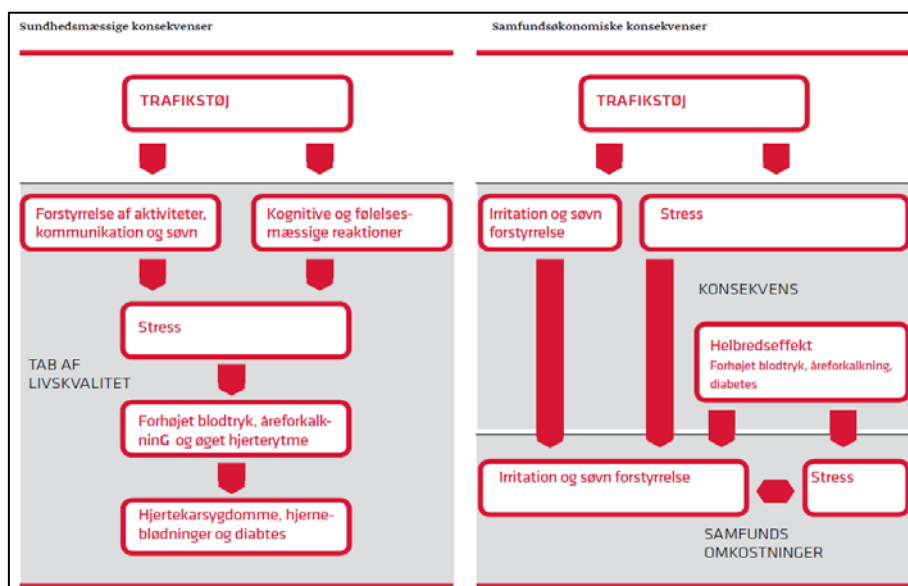 Sundhedsmæssige konsekvenser
TRAFIKSTØJ
Forstyrrelse af aktiviteter,
kommunikation og søvn
Kognitive og følelses-
mæssige reaktioner
Stress
TAB AF
LIVSKVALITET
Forhøjet blodtryk, åreforkalk-
ninG og øget hjerterytme
Hjertekarsygdomme, hjerne-
blødninger og diabtes
Samfundsøkonomiske konsekvenser
TRAFIKSTØJ
Irritation og søvn
forstyrrelse
Stress
KONSEKVENS
Helbredseffekt
Forhøjet blodtryk, åreforkalkning,
diabetes
Irritation og søvn forstyrrelse
Stress
SAMFUNDS
OMKOSTNINGER